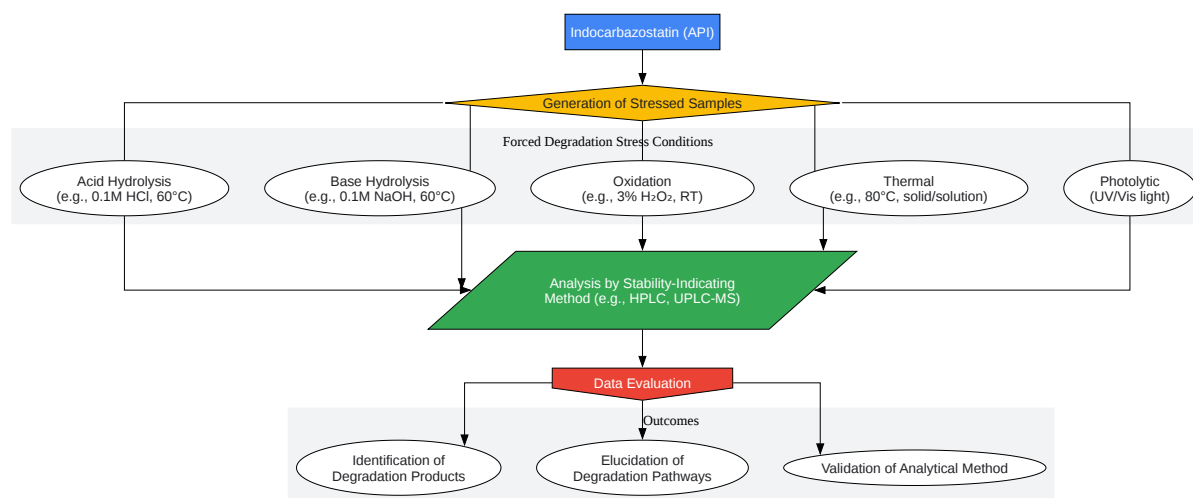 Indocarbazostatin (API)
Generation of Stressed Samples
Forced Degradation Stress Conditions
Acid Hydrolysis
(e.g., 0.1M HCl, 60°C)
Base Hydrolysis
(e.g., 0.1M NaOH, 60°C)
Oxidation
(e.g., 3% H₂O₂, RT)
Thermal
(e.g., 80°C, solid/solution)
Photolytic
(UV/Vis light)
Analysis by Stability-Indicating
Method (e.g., HPLC, UPLC-MS)
Data Evaluation
Outcomes
Identification of
Degradation Products
Elucidation of
Degradation Pathways
Validation of Analytical Method